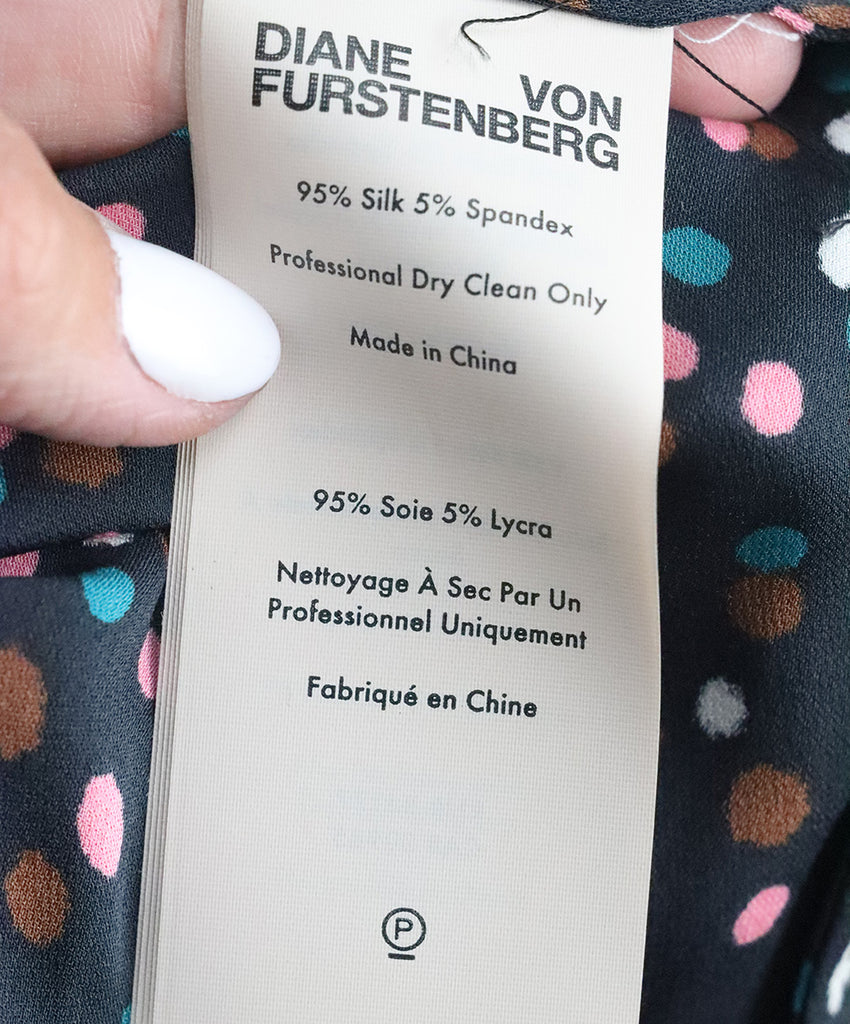 DIANE
VON
FURSTENBERG
95% Silk 5% Spandex
Professional Dry Clean Only
Made in China
95% Soie 5% Lycra
Nettoyage À Sec Par Un
Professionnel Uniquement
Fabriqué en Chine
P